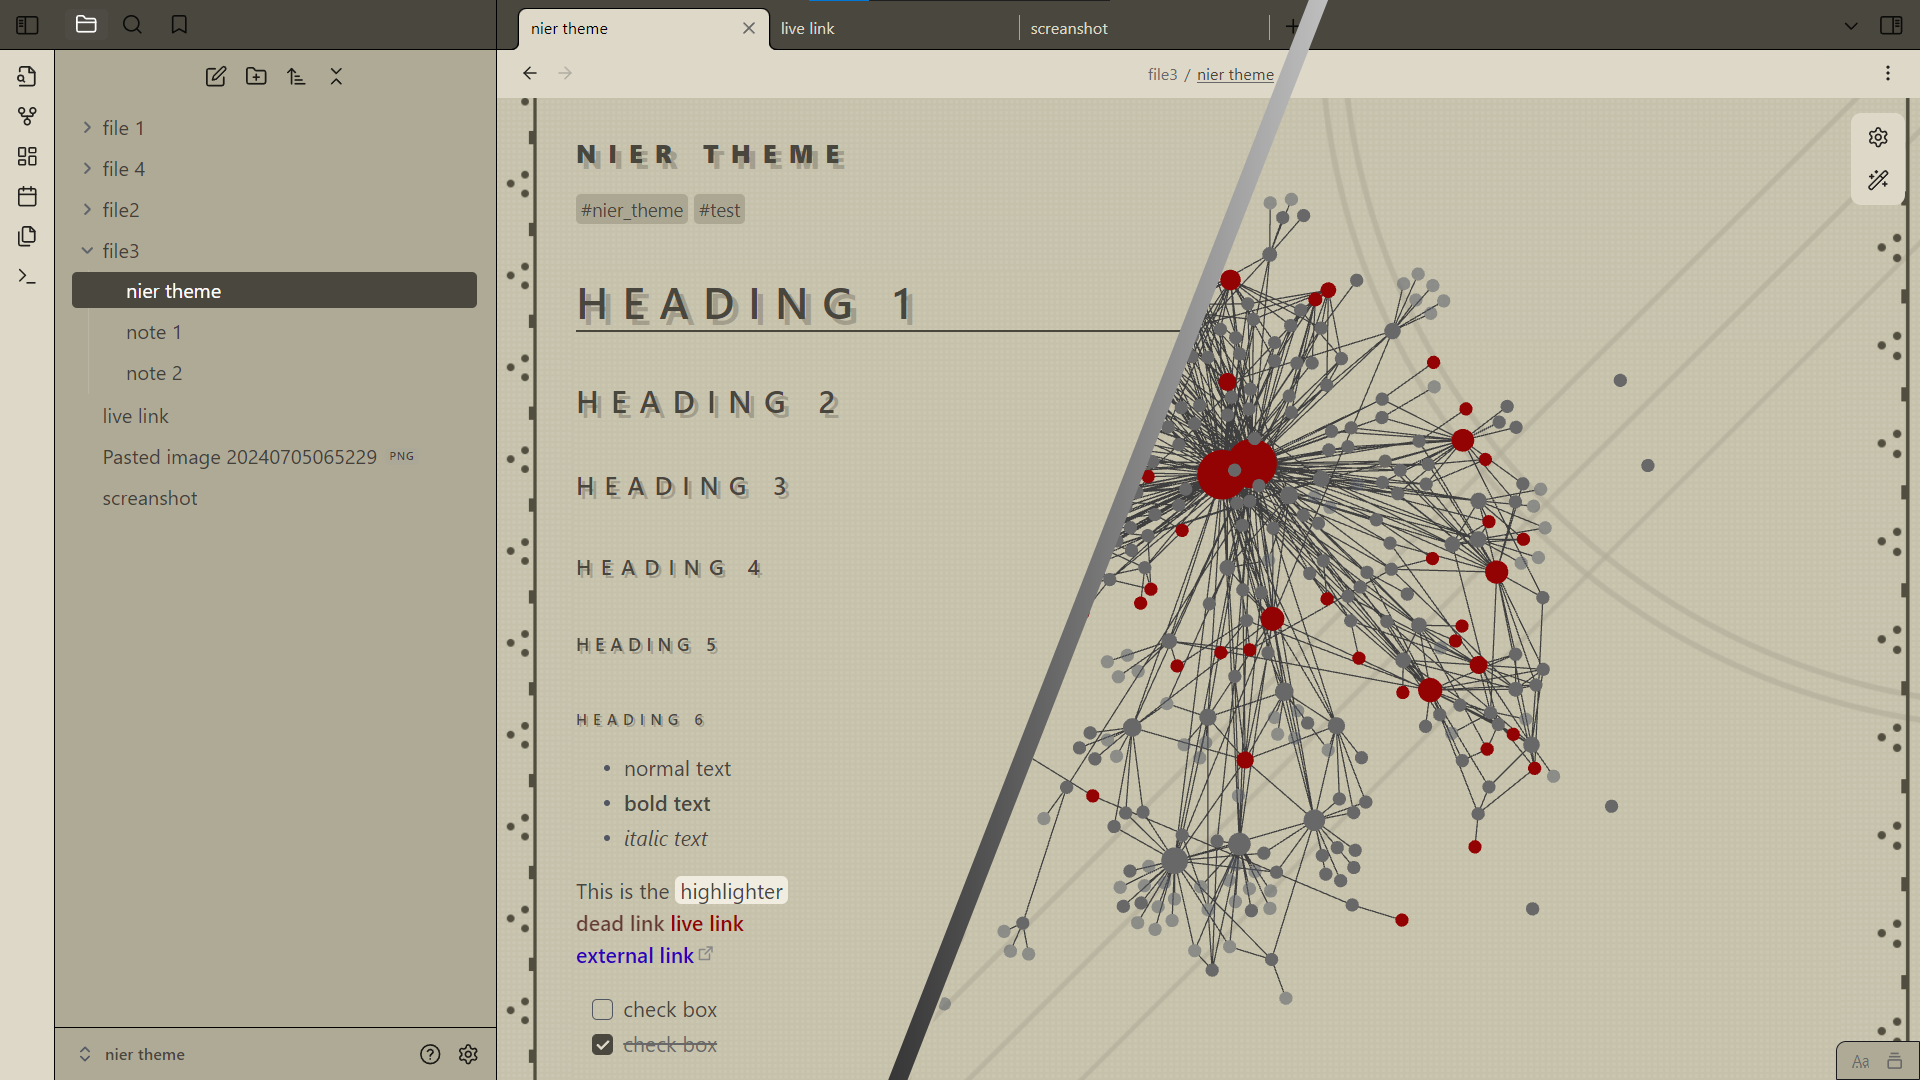 nier theme
live link
screanshot
file3 / nier theme
file 1
file 4
file2
file3
nier theme
note 1
note 2
live link
Pasted image 20240705065229 PNG
screanshot
nier theme
NIER THEME
#nier_theme #test
HEADING 1
HEADING 2
HEADING 3
HEADING 4
HEADING 5
HEADING 6
normal text
bold text
italic text
This is the highlighter
dead link live link
external link
check box
check box
Aa